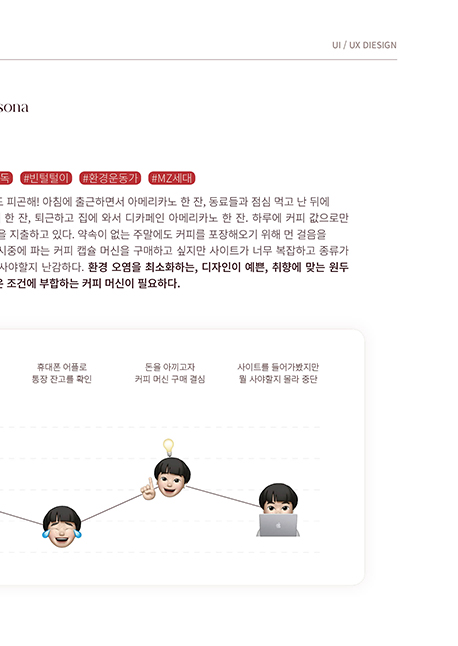 UI / UX DIESIGN
sona
독 #빈털털이 #환경운동가 #MZ세대
피곤해! 아침에 출근하면서 아메리카노 한 잔, 동료들과 점심 먹고 난 뒤에
한 잔, 퇴근하고 집에 와서 디카페인 아메리카노 한 잔. 하루에 커피 값으로만
을 지출하고 있다. 약속이 없는 주말에도 커피를 포장해오기 위해 먼 걸음을
시중에 파는 커피 캡슐 머신을 구매하고 싶지만 사이트가 너무 복잡하고 종류가
사야할지 난감하다. 환경 오염을 최소화하는, 디자인이 예쁜, 취향에 맞는 원두
조건에 부합하는 커피 머신이 필요하다.
휴대폰 어플로
통장 잔고를 확인
돈을 아끼고자
커피 머신 구매 결심
사이트를 들어가봤지만
뭘 사야할지 몰라 중단